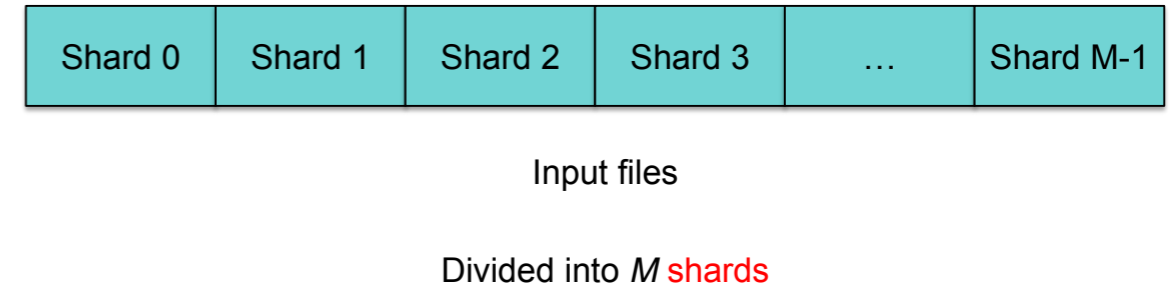 Shard 0 Shard 1 Shard 2 Shard 3 … Shard M-1
Input files
Divided into M shards